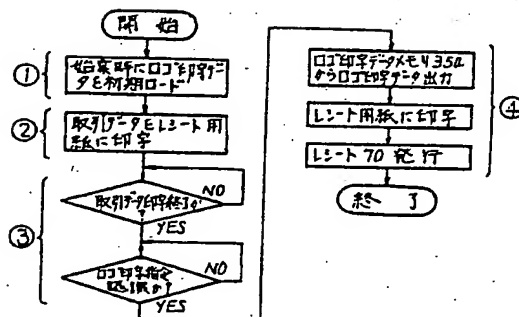 開始
①
始業時にロゴ印字デー
タを初期ロード
②
取引データをレシート用
紙に印字
③
取引データ印字終了か?
NO
YES
ロゴ印字指令
認識か?
NO
YES
ロゴ印字データメモリ35a
からロゴ印字データ出力
レシート用紙に印字
レシート70発行
④
終了